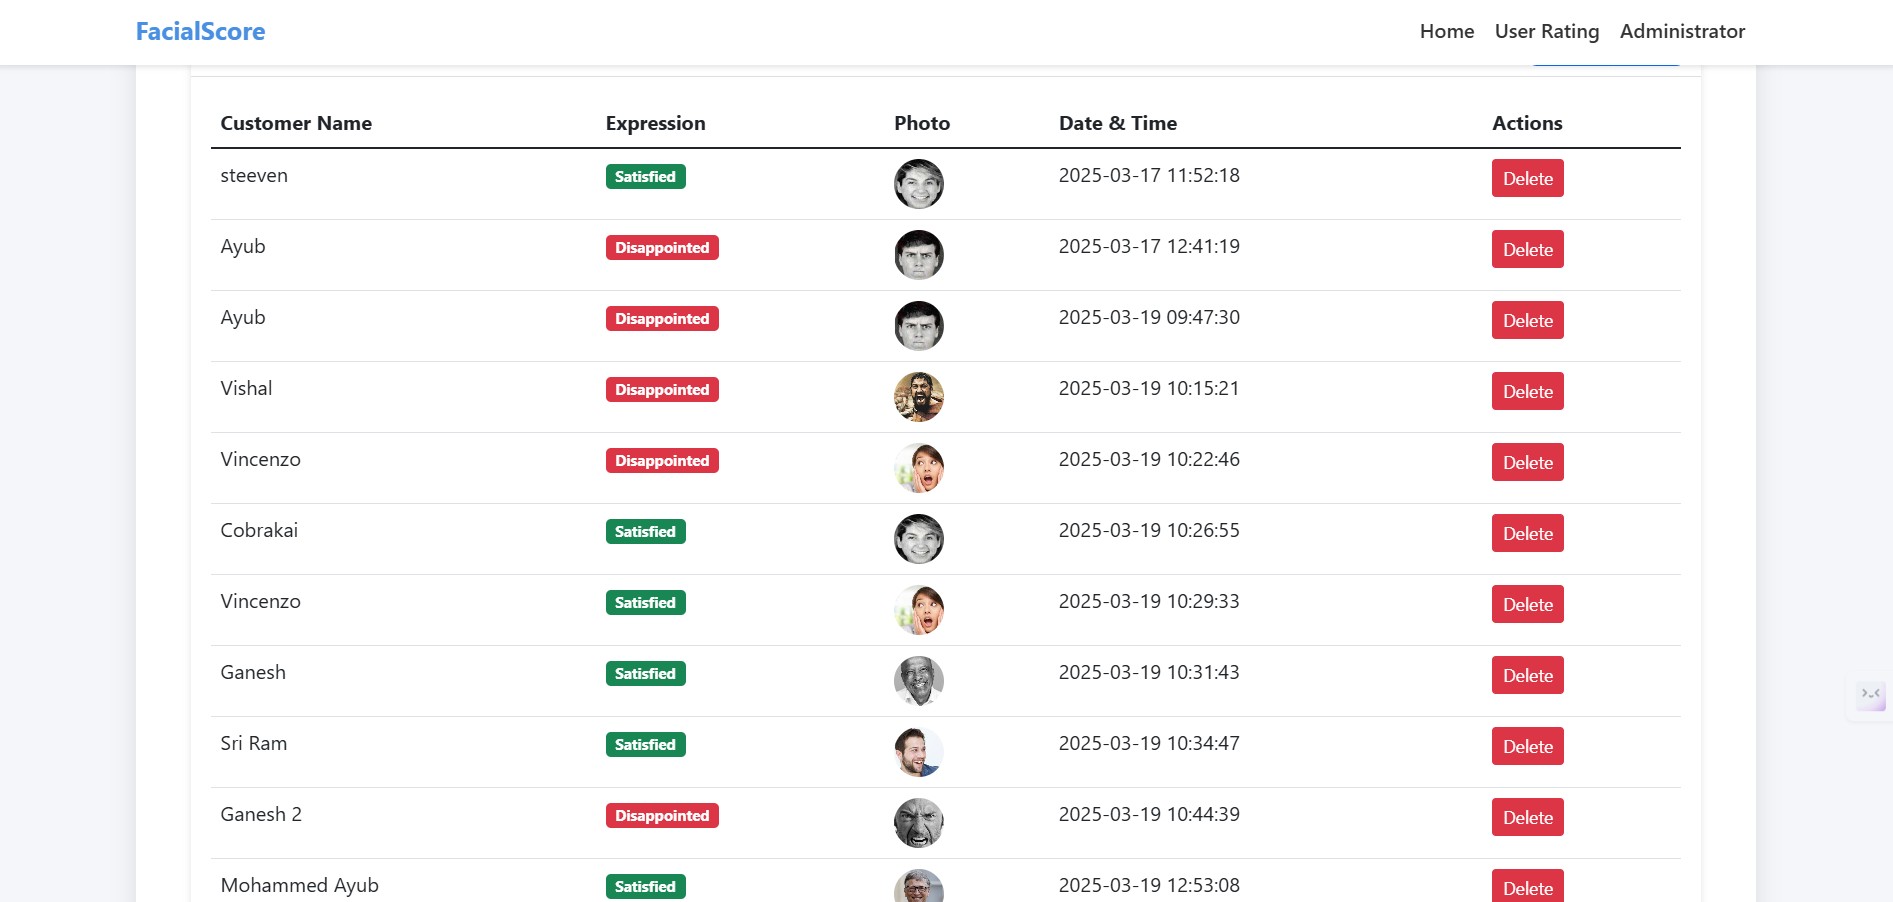 FacialScore Home User Rating Administrator
Customer Name Expression Photo Date & Time Actions
steeven Satisfied 2025-03-17 11:52:18 Delete
Ayub Disappointed 2025-03-17 12:41:19 Delete
Ayub Disappointed 2025-03-19 09:47:30 Delete
Vishal Disappointed 2025-03-19 10:15:21 Delete
Vincenzo Disappointed 2025-03-19 10:22:46 Delete
Cobrakai Satisfied 2025-03-19 10:26:55 Delete
Vincenzo Satisfied 2025-03-19 10:29:33 Delete
Ganesh Satisfied 2025-03-19 10:31:43 Delete
Sri Ram Satisfied 2025-03-19 10:34:47 Delete
Ganesh 2 Disappointed 2025-03-19 10:44:39 Delete
Mohammed Ayub Satisfied 2025-03-19 12:53:08 Delete